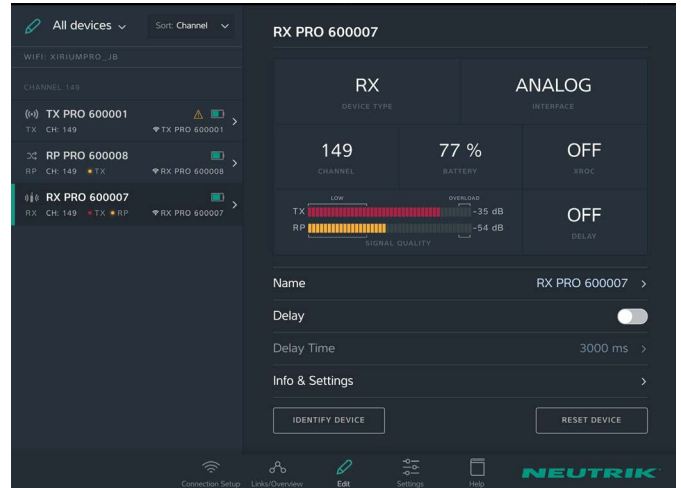 All devices
Sort: Channel
WIFI: XIRIUMPRO_JB
CHANNEL 149
TX PRO 600001
TX CH: 149 TX PRO 600001
RP PRO 600008
RP CH: 149 TX RX PRO 600008
RX PRO 600007
RX CH: 149 TX RP RX PRO 600007
RX PRO 600007
RX
DEVICE TYPE
ANALOG
INTERFACE
149
CHANNEL
77 %
BATTERY
OFF
XROC
LOW OVERLOAD
TX -35 dB
RP -54 dB
SIGNAL QUALITY
OFF
DELAY
Name RX PRO 600007
Delay
Delay Time 3000 ms
Info & Settings
IDENTIFY DEVICE RESET DEVICE
Connection Setup Links/Overview Edit Settings Help
NEUTRIK